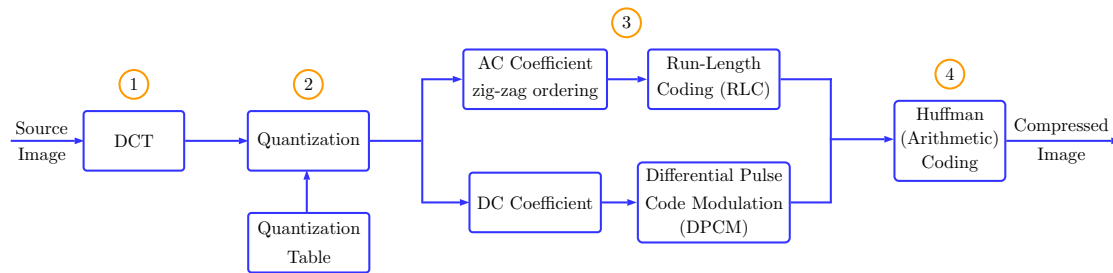 1
2
3
4
Source
Image
DCT
Quantization
Quantization
Table
AC Coefficient
zig-zag ordering
Run-Length
Coding (RLC)
DC Coefficient
Differential Pulse
Code Modulation
(DPCM)
Huffman
(Arithmetic)
Coding
Compressed
Image